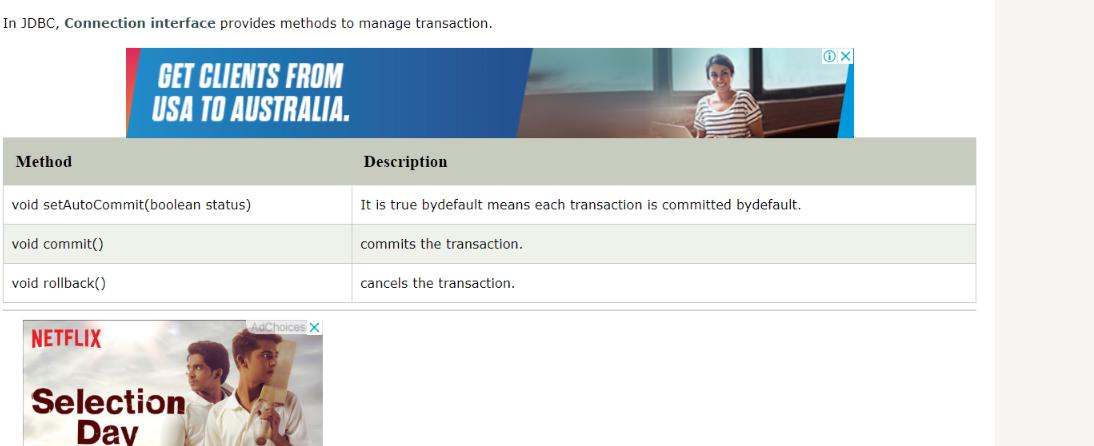 In JDBC, Connection interface provides methods to manage transaction.
GET CLIENTS FROM
USA TO AUSTRALIA.
Method Description
void setAutoCommit(boolean status) It is true bydefault means each transaction is committed bydefault.
void commit() commits the transaction.
void rollback() cancels the transaction.
AdChoices
NETFLIX
Selection
Day